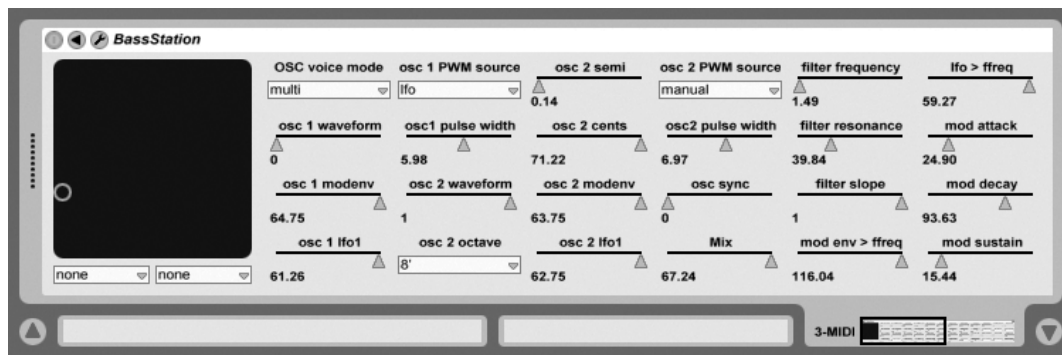 BassStation
OSC voice mode osc 1 PWM source osc 2 semi osc 2 PWM source filter frequency lfo > ffreq
multi lfo 0.14 manual 1.49 59.27
osc 1 waveform osc1 pulse width osc 2 cents osc2 pulse width filter resonance mod attack
0 5.98 71.22 6.97 39.84 24.90
osc 1 modenv osc 2 waveform osc 2 modenv osc sync filter slope mod decay
64.75 1 63.75 0 1 93.63
osc 1 lfo1 osc 2 octave osc 2 lfo1 Mix mod env > ffreq mod sustain
none none 61.26 8' 62.75 67.24 116.04 15.44
3-MIDI